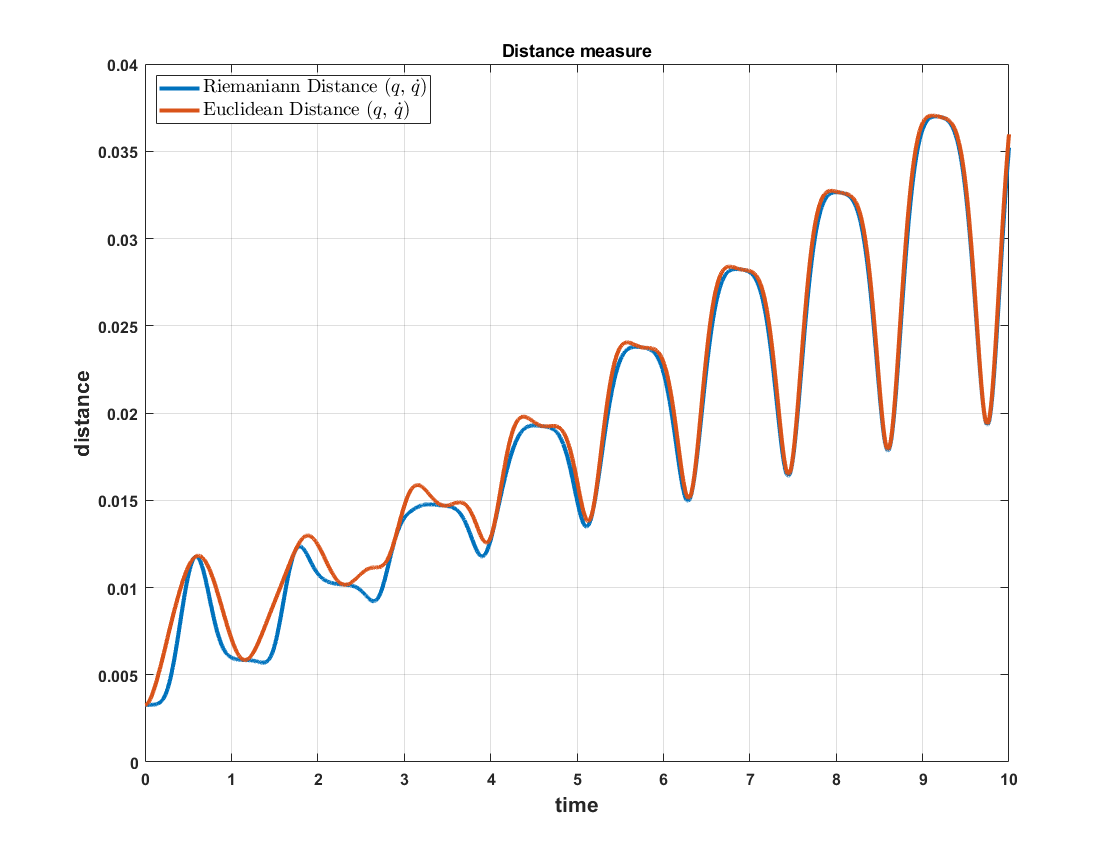 Distance measure
Riemaniann Distance (q, q̇)
Euclidean Distance (q, q̇)
0.04
0.035
0.03
0.025
0.02
0.015
0.01
0.005
0
distance
0 1 2 3 4 5 6 7 8 9 10
time